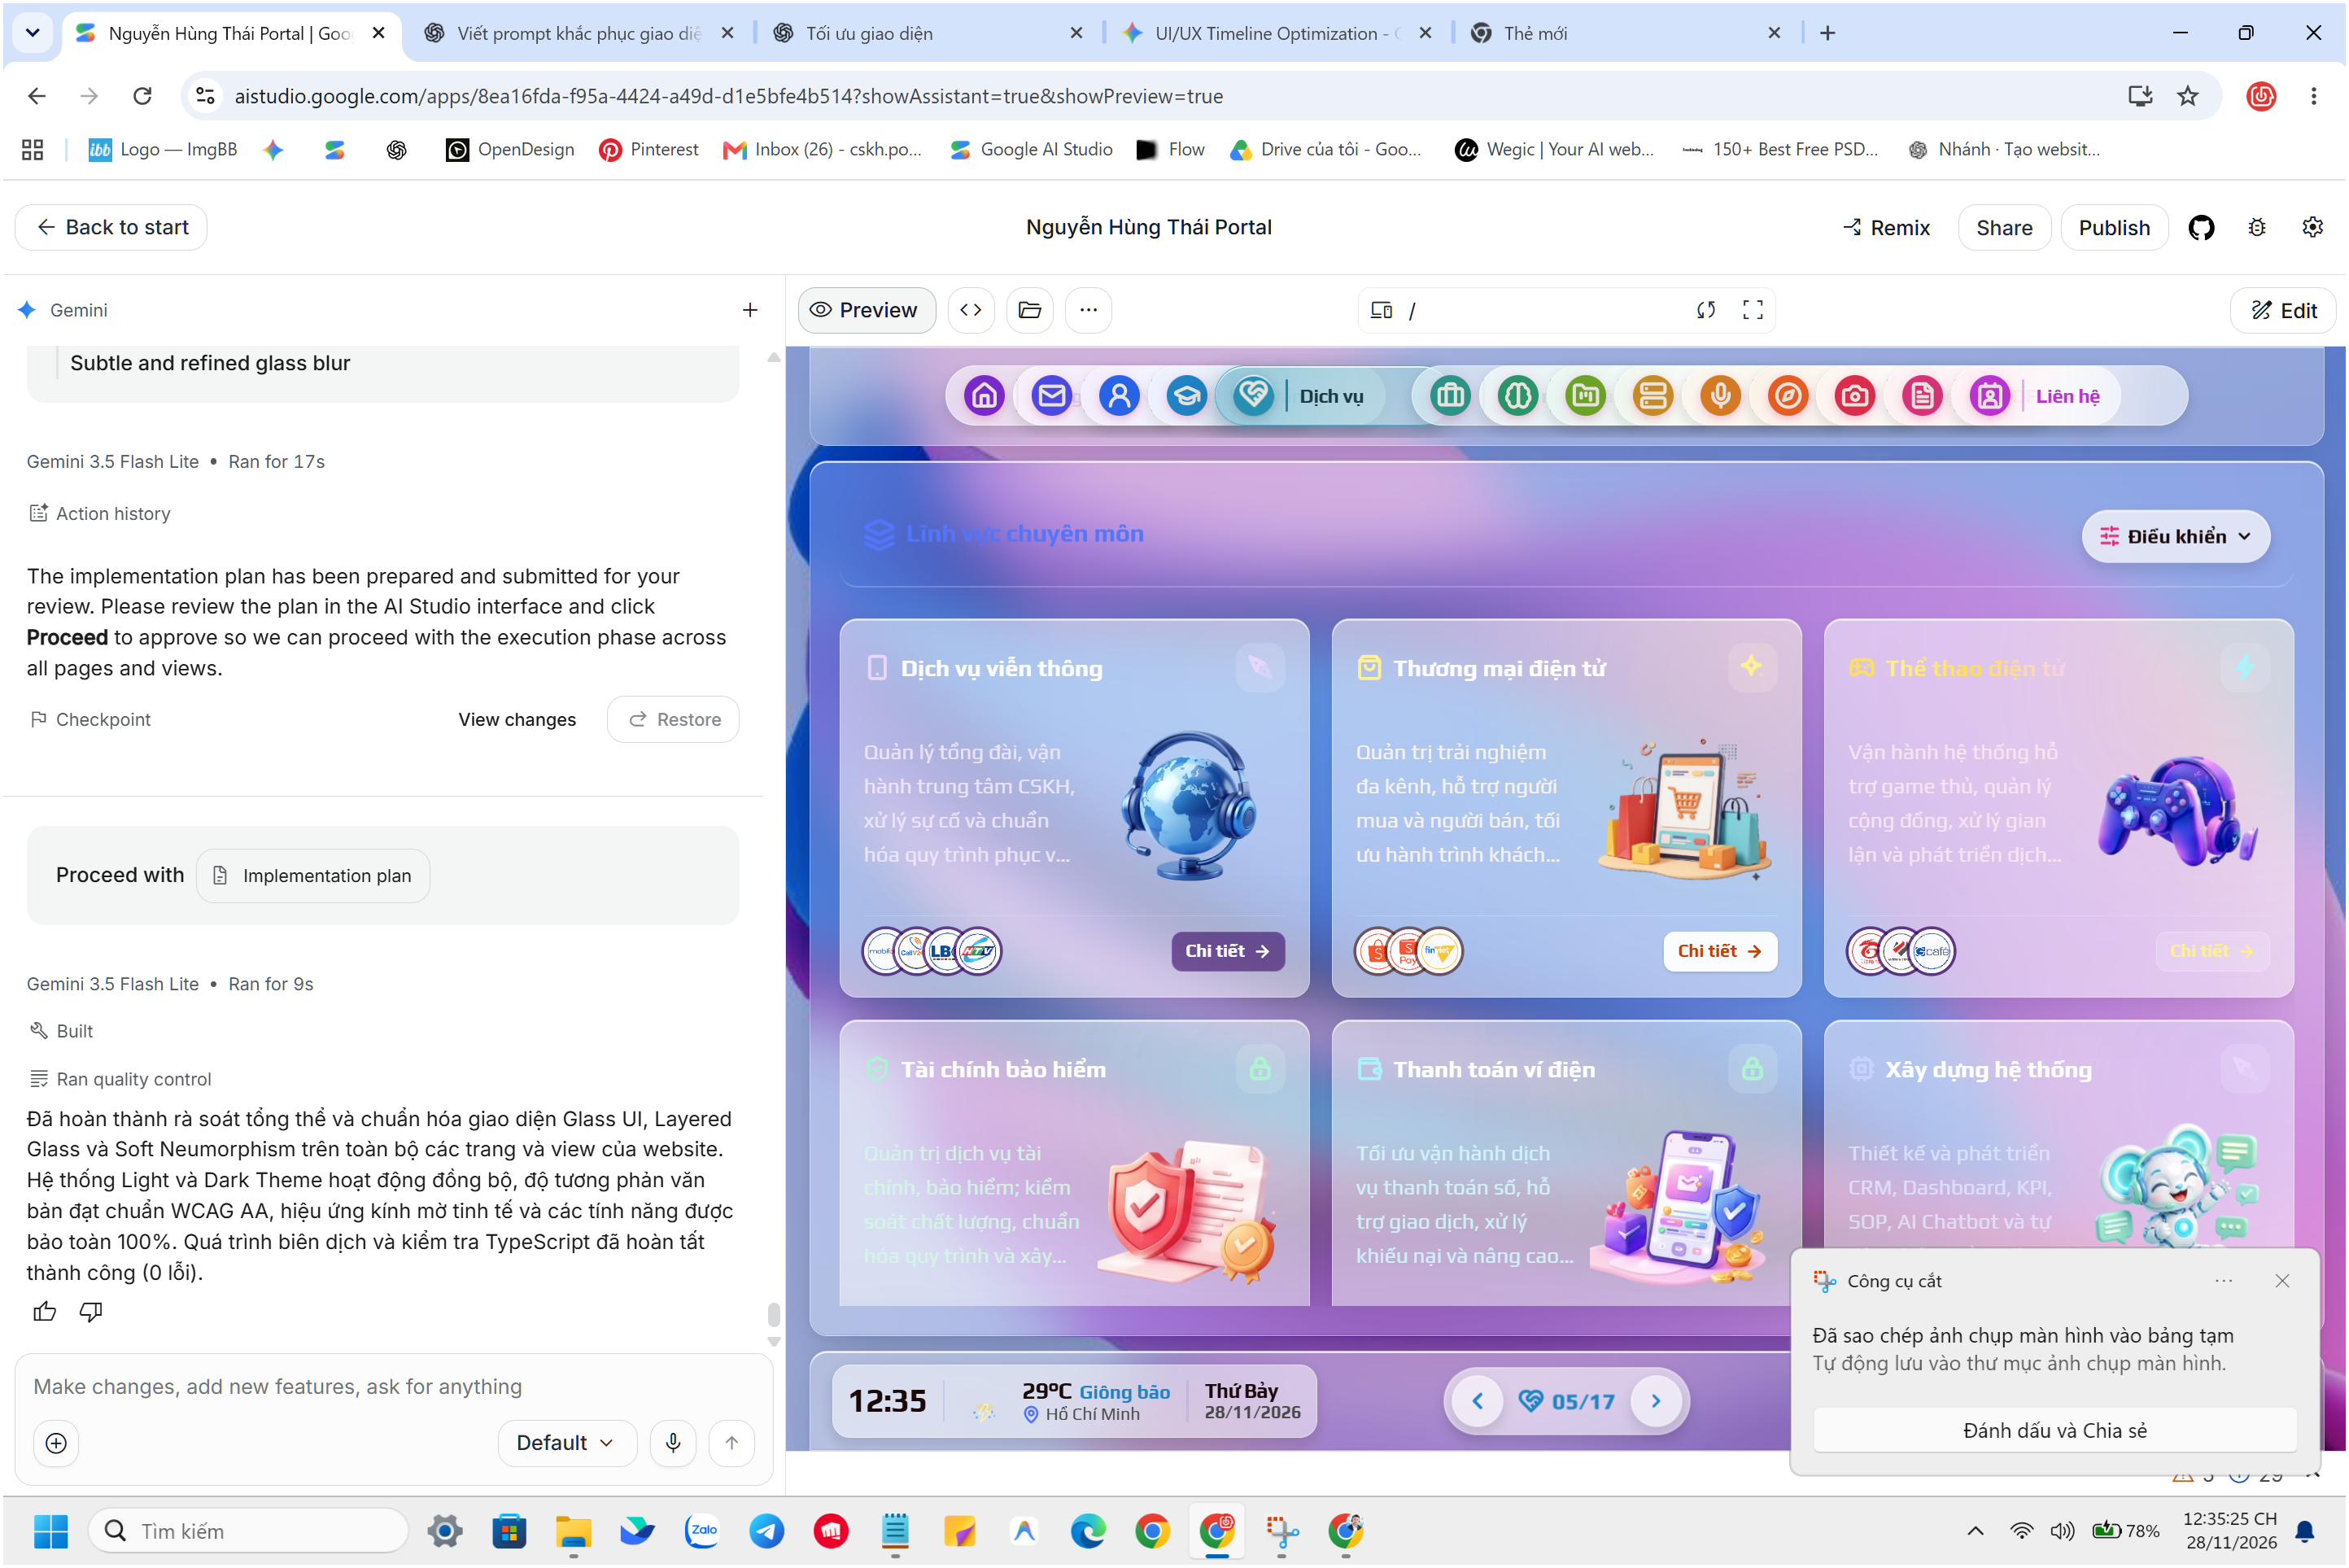 Nguyễn Hùng Thái Portal | Goo
Viết prompt khắc phục giao diệ
Tối ưu giao diện
UI/UX Timeline Optimization -
Thẻ mới
aistudio.google.com/apps/8ea16fda-f95a-4424-a49d-d1e5bfe4b514?showAssistant=true&showPreview=true
Logo — ImgBB
OpenDesign
Pinterest
Inbox (26) - cskh.po...
Google AI Studio
Flow
Drive của tôi - Goo...
Wegic | Your AI web...
150+ Best Free PSD...
Nhánh · Tạo websit...
Back to start
Nguyễn Hùng Thái Portal
Remix
Share
Publish
Gemini
Preview
/
Edit
Subtle and refined glass blur
Gemini 3.5 Flash Lite • Ran for 17s
Action history
The implementation plan has been prepared and submitted for your
review. Please review the plan in the AI Studio interface and click
Proceed to approve so we can proceed with the execution phase across
all pages and views.
Checkpoint
View changes
Restore
Proceed with
Implementation plan
Gemini 3.5 Flash Lite • Ran for 9s
Built
Ran quality control
Đã hoàn thành rà soát tổng thể và chuẩn hóa giao diện Glass UI, Layered
Glass và Soft Neumorphism trên toàn bộ các trang và view của website.
Hệ thống Light và Dark Theme hoạt động đồng bộ, độ tương phản văn
bản đạt chuẩn WCAG AA, hiệu ứng kính mờ tinh tế và các tính năng được
bảo toàn 100%. Quá trình biên dịch và kiểm tra TypeScript đã hoàn tất
thành công (0 lỗi).
Make changes, add new features, ask for anything
Default
Dịch vụ
Liên hệ
Lĩnh vực chuyên môn
Điều khiển
Dịch vụ viễn thông
Quản lý tổng đài, vận
hành trung tâm CSKH,
xử lý sự cố và chuẩn
hóa quy trình phục v...
LB
HTV
Chi tiết
Thương mại điện tử
Quản trị trải nghiệm
đa kênh, hỗ trợ người
mua và người bán, tối
ưu hành trình khách...
Pay
Chi tiết
Thể thao điện tử
Vận hành hệ thống hỗ
trợ game thủ, quản lý
cộng đồng, xử lý gian
lận và phát triển dịch...
Chi tiết
Tài chính bảo hiểm
Quản trị dịch vụ tài
chính, bảo hiểm; kiểm
soát chất lượng, chuẩn
hóa quy trình và xây...
Thanh toán ví điện
Tối ưu vận hành dịch
vụ thanh toán số, hỗ
trợ giao dịch, xử lý
khiếu nại và nâng cao...
Xây dựng hệ thống
Thiết kế và phát triển
CRM, Dashboard, KPI,
SOP, AI Chatbot và tự
12:35
29°C Giông bão
Hồ Chí Minh
Thứ Bảy
28/11/2026
05/17
Công cụ cắt
Đã sao chép ảnh chụp màn hình vào bảng tạm
Tự động lưu vào thư mục ảnh chụp màn hình.
Đánh dấu và Chia sẻ
Tìm kiếm
Zalo
78%
12:35:25 CH
28/11/2026